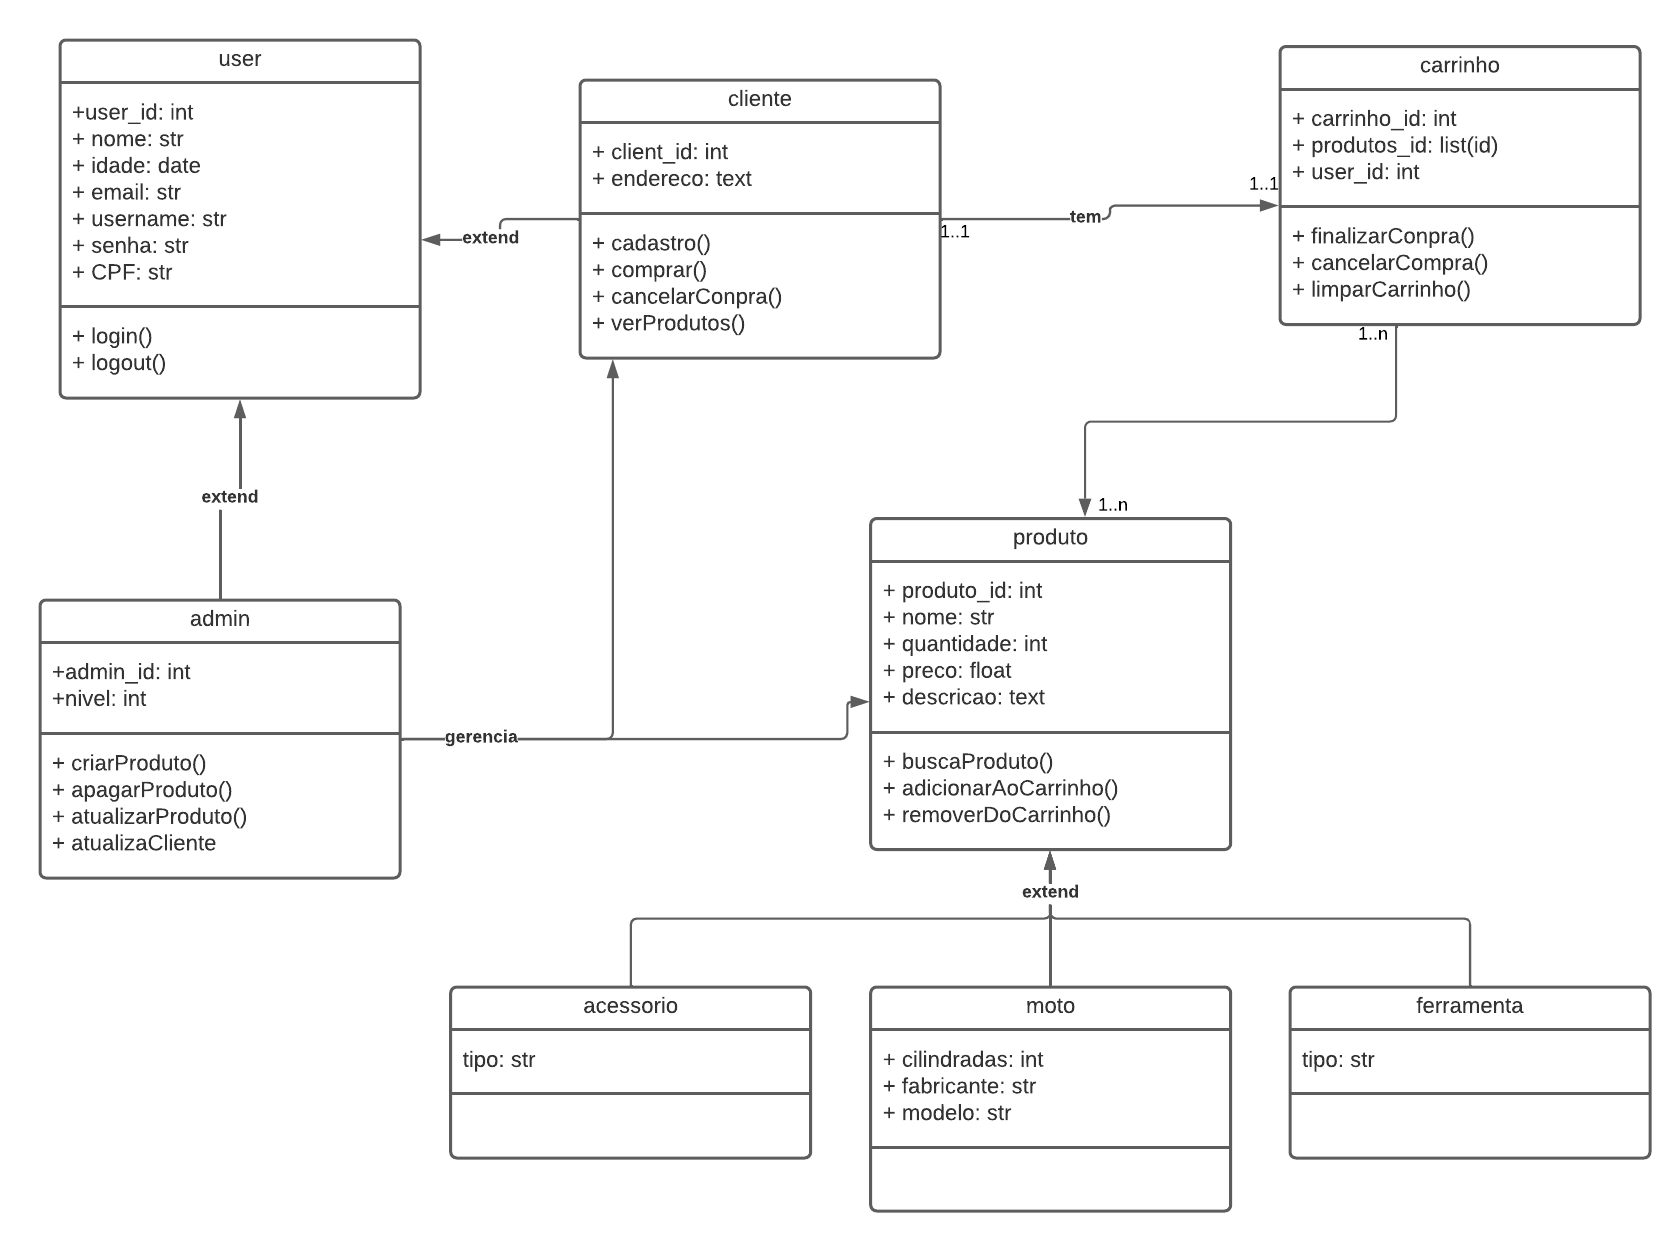 user
+user_id: int
+ nome: str
+ idade: date
+ email: str
+ username: str
+ senha: str
+ CPF: str
+ login()
+ logout()
cliente
+ client_id: int
+ endereco: text
+ cadastro()
+ comprar()
+ cancelarConpra()
+ verProdutos()
carrinho
+ carrinho_id: int
+ produtos_id: list(id)
+ user_id: int
+ finalizarConpra()
+ cancelarCompra()
+ limparCarrinho()
extend
1..1
tem
1..1
1..n
1..n
extend
admin
+admin_id: int
+nivel: int
+ criarProduto()
+ apagarProduto()
+ atualizarProduto()
+ atualizaCliente
gerencia
produto
+ produto_id: int
+ nome: str
+ quantidade: int
+ preco: float
+ descricao: text
+ buscaProduto()
+ adicionarAoCarrinho()
+ removerDoCarrinho()
extend
acessorio
tipo: str
moto
+ cilindradas: int
+ fabricante: str
+ modelo: str
ferramenta
tipo: str